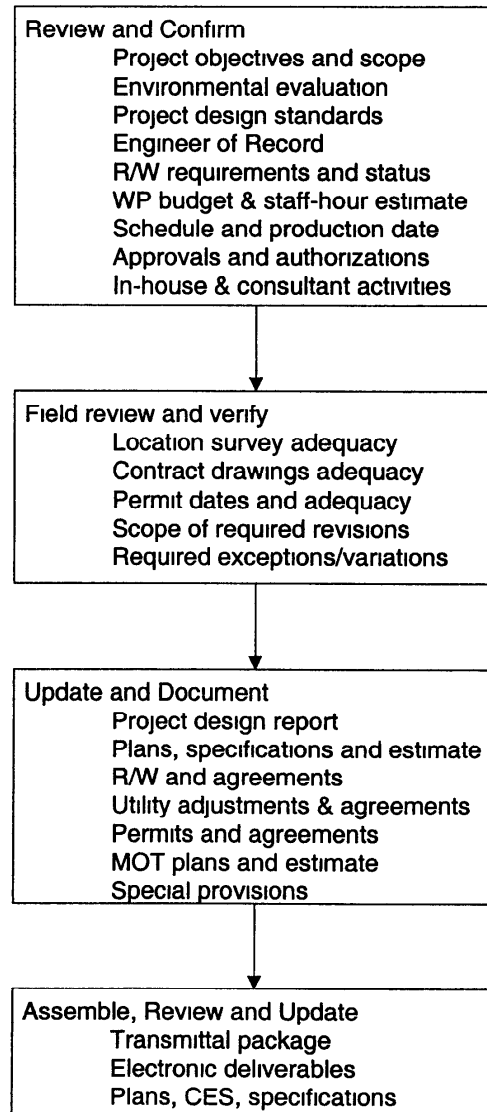 Review and Confirm
Project objectives and scope
Environmental evaluation
Project design standards
Engineer of Record
R/W requirements and status
WP budget & staff-hour estimate
Schedule and production date
Approvals and authorizations
In-house & consultant activities
Field review and verify
Location survey adequacy
Contract drawings adequacy
Permit dates and adequacy
Scope of required revisions
Required exceptions/variations
Update and Document
Project design report
Plans, specifications and estimate
R/W and agreements
Utility adjustments & agreements
Permits and agreements
MOT plans and estimate
Special provisions
Assemble, Review and Update
Transmittal package
Electronic deliverables
Plans, CES, specifications